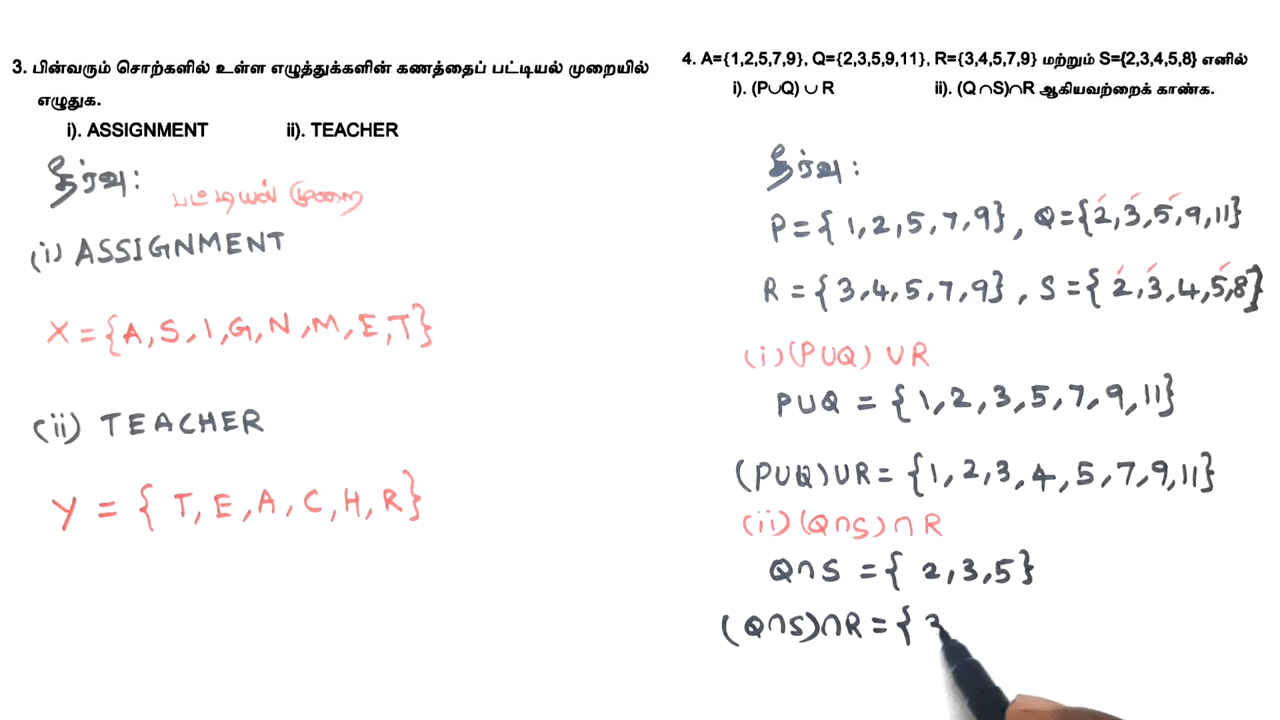 3. பின்வரும் சொற்களில் உள்ள எழுத்துக்களின் கணத்தைப் பட்டியல் முறையில்
எழுதுக.
i). ASSIGNMENT ii). TEACHER
தீர்வு:
பட்டியல் முறை
(i) ASSIGNMENT
X = {A, S, I, G, N, M, E, T}
(ii) TEACHER
Y = { T, E, A, C, H, R}
4. A={1,2,5,7,9}, Q={2,3,5,9,11}, R={3,4,5,7,9} மற்றும் S={2,3,4,5,8} எனில்
i). (P∪Q) ∪ R ii). (Q ∩S)∩R ஆகியவற்றைக் காண்க.
தீர்வு:
P = { 1, 2, 5, 7, 9} , Q = {2, 3, 5, 9, 11}
R = {3, 4, 5, 7, 9} , S = { 2, 3, 4, 5, 8}
(i) (P∪Q) ∪ R
P∪Q = {1, 2, 3, 5, 7, 9, 11}
(P∪Q)∪R = {1, 2, 3, 4, 5, 7, 9, 11}
(ii) (Q∩S) ∩ R
Q∩S = { 2, 3, 5}
(Q∩S)∩R = { 3